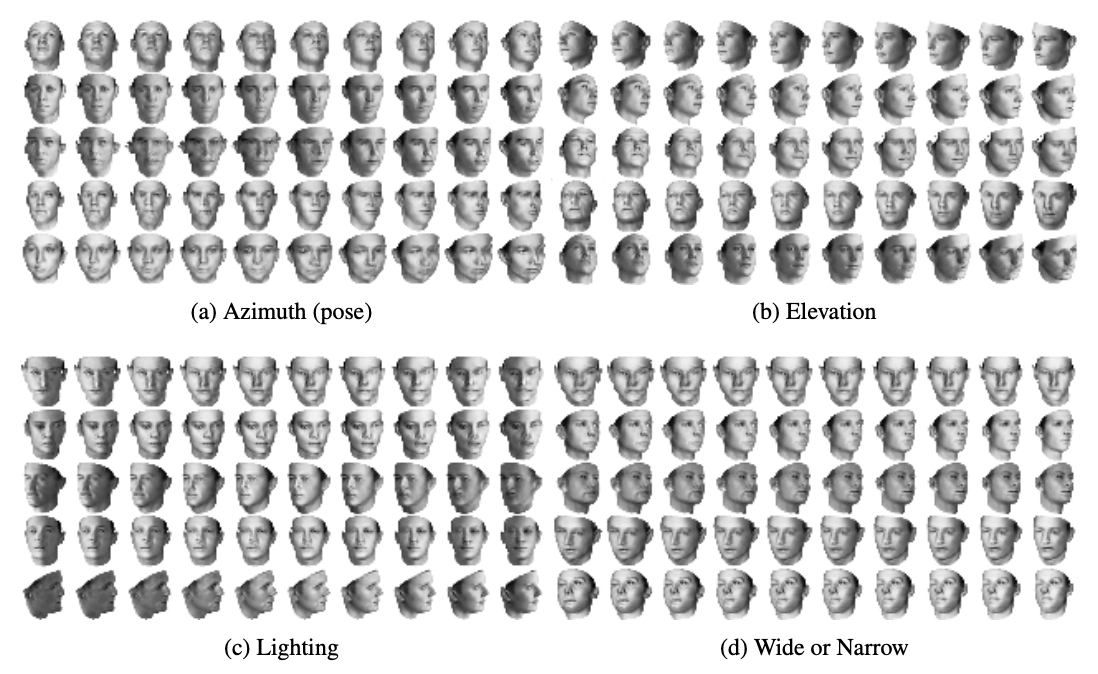 (a) Azimuth (pose)
(b) Elevation
(c) Lighting
(d) Wide or Narrow